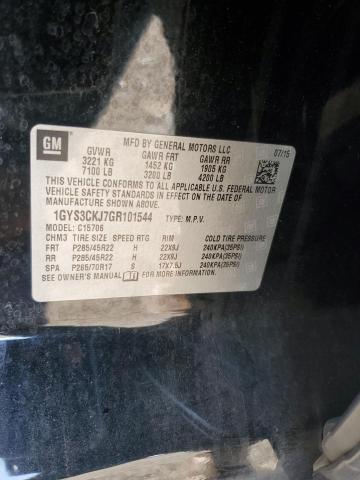 GM
MFD BY GENERAL MOTORS LLC
07/15
GVWR GAWR FRT GAWR RR
3221 KG 1452 KG 1905 KG
7100 LB 3200 LB 4200 LB
THIS VEHICLE CONFORMS TO ALL APPLICABLE U.S. FEDERAL MOTOR
VEHICLE SAFETY STANDARDS IN EFFECT ON THE DATE OF
MANUFACTURE SHOWN ABOVE.
1GYS3CKJ7GR101544 TYPE: M.P.V.
MODEL: C15706
CHM3 TIRE SIZE SPEED RTG RIM COLD TIRE PRESSURE
FRT P285/45R22 H 22X9J 240KPA(35PSI)
RR P285/45R22 H 22X9J 240KPA(35PSI)
SPA P265/70R17 S 17X7.5J 240KPA(35PSI)
SEE OWNER'S MANUAL